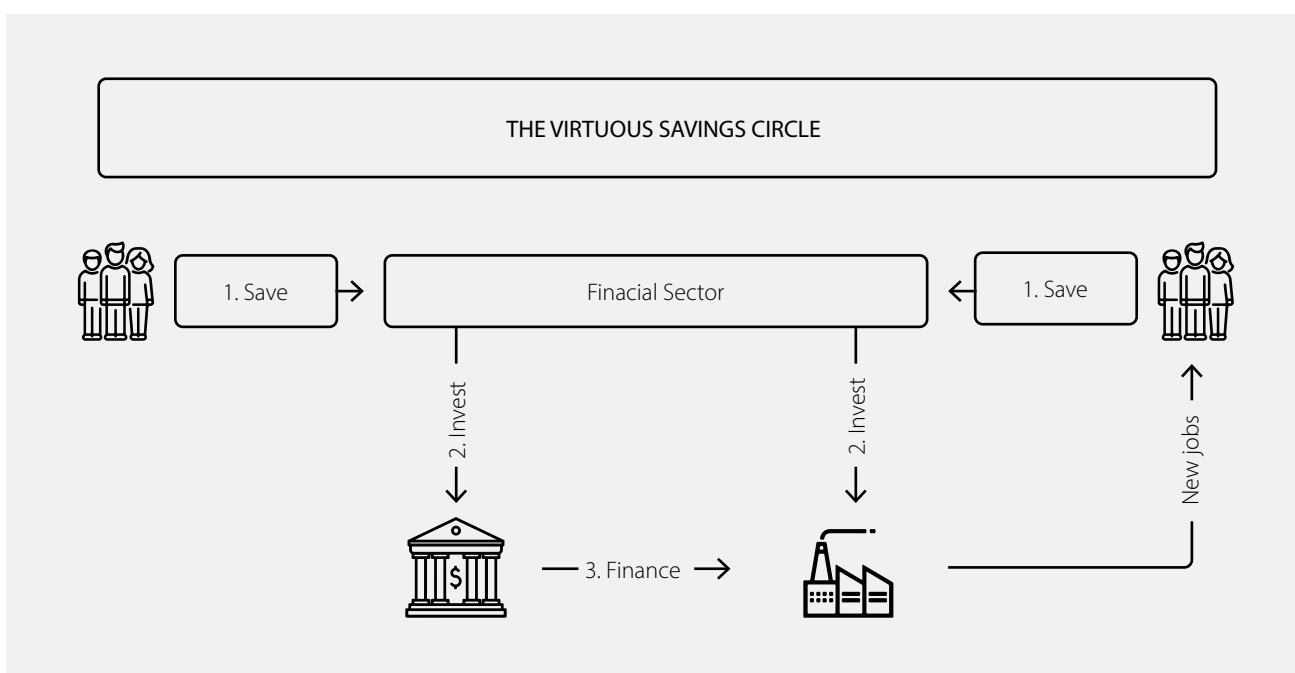 THE VIRTUOUS SAVINGS CIRCLE
1. Save
Finacial Sector
1. Save
2. Invest
2. Invest
New jobs
$
3. Finance